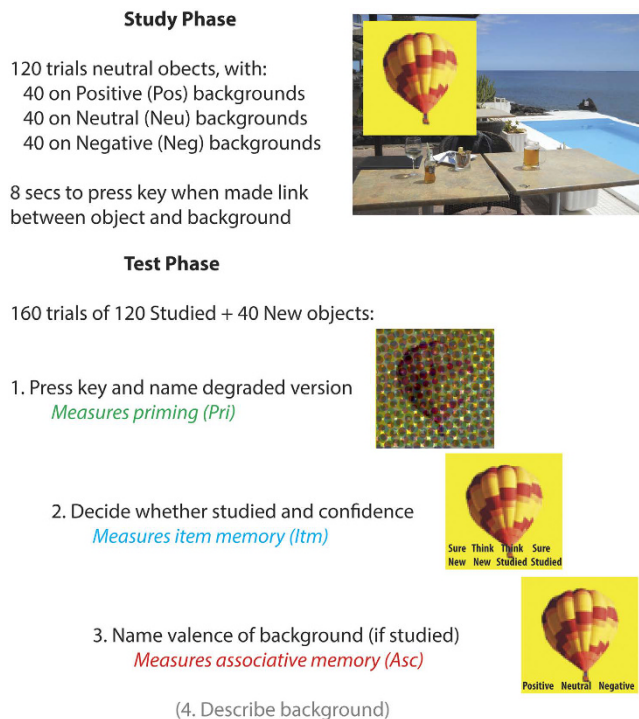 Study Phase
120 trials neutral obects, with:
40 on Positive (Pos) backgrounds
40 on Neutral (Neu) backgrounds
40 on Negative (Neg) backgrounds
8 secs to press key when made link
between object and background
Test Phase
160 trials of 120 Studied + 40 New objects:
1. Press key and name degraded version
Measures priming (Pri)
2. Decide whether studied and confidence
Measures item memory (Itm)
Sure Think Think Sure
New New Studied Studied
3. Name valence of background (if studied)
Measures associative memory (Asc)
Positive Neutral Negative
(4. Describe background)